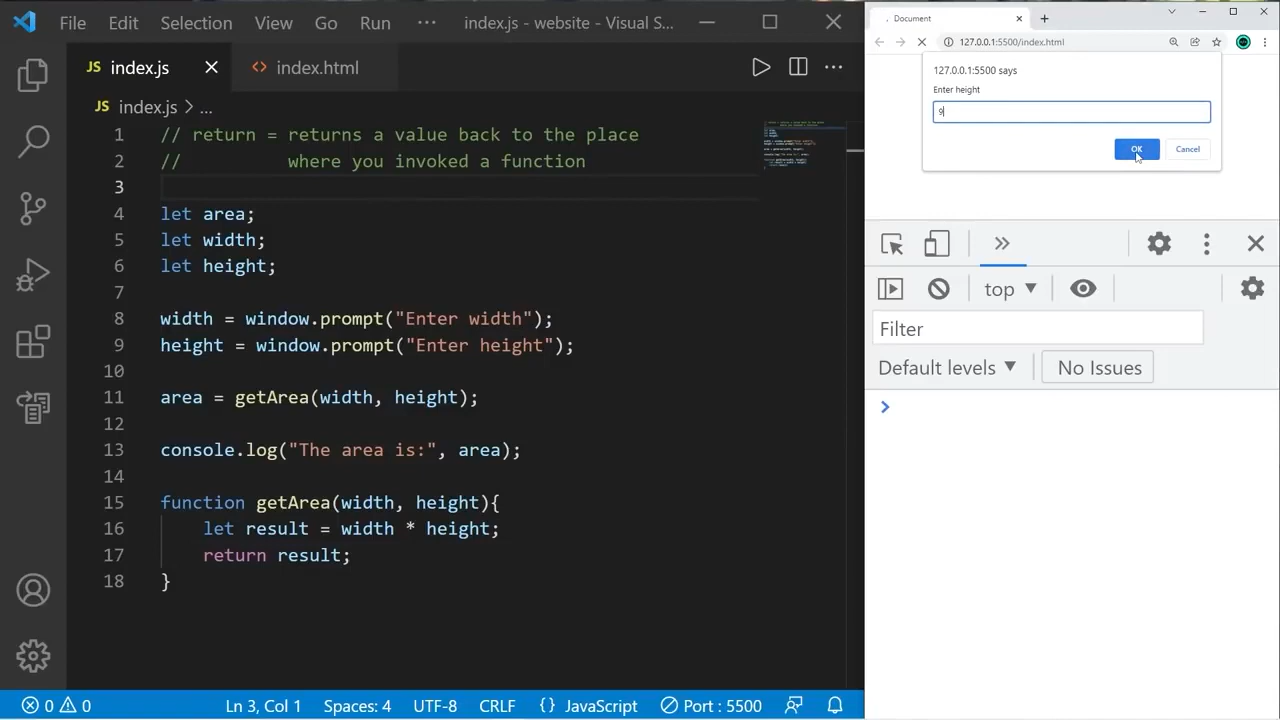 File Edit Selection View Go Run ··· index.js - website - Visual S...
JS index.js index.html
JS index.js > ...
1 // return = returns a value back to the place
2 // where you invoked a function
3
4 let area;
5 let width;
6 let height;
7
8 width = window.prompt("Enter width");
9 height = window.prompt("Enter height");
10
11 area = getArea(width, height);
12
13 console.log("The area is:", area);
14
15 function getArea(width, height){
16 let result = width * height;
17 return result;
18 }
0 0 Ln 3, Col 1 Spaces: 4 UTF-8 CRLF {} JavaScript Port : 5500
Document
127.0.0.1:5500/index.html
127.0.0.1:5500 says
Enter height
9
OK Cancel
top
Filter
Default levels No Issues